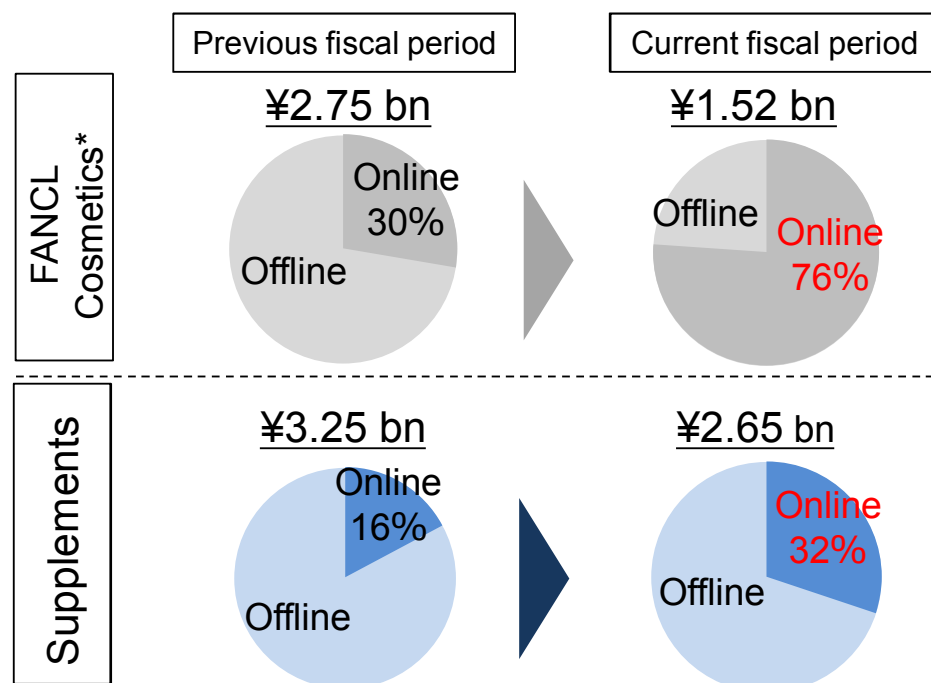 Previous fiscal period
Current fiscal period
FANCL
Cosmetics*
¥2.75 bn
Online
30%
Offline
¥1.52 bn
Offline
Online
76%
Supplements
¥3.25 bn
Online
16%
Offline
¥2.65 bn
Online
32%
Offline